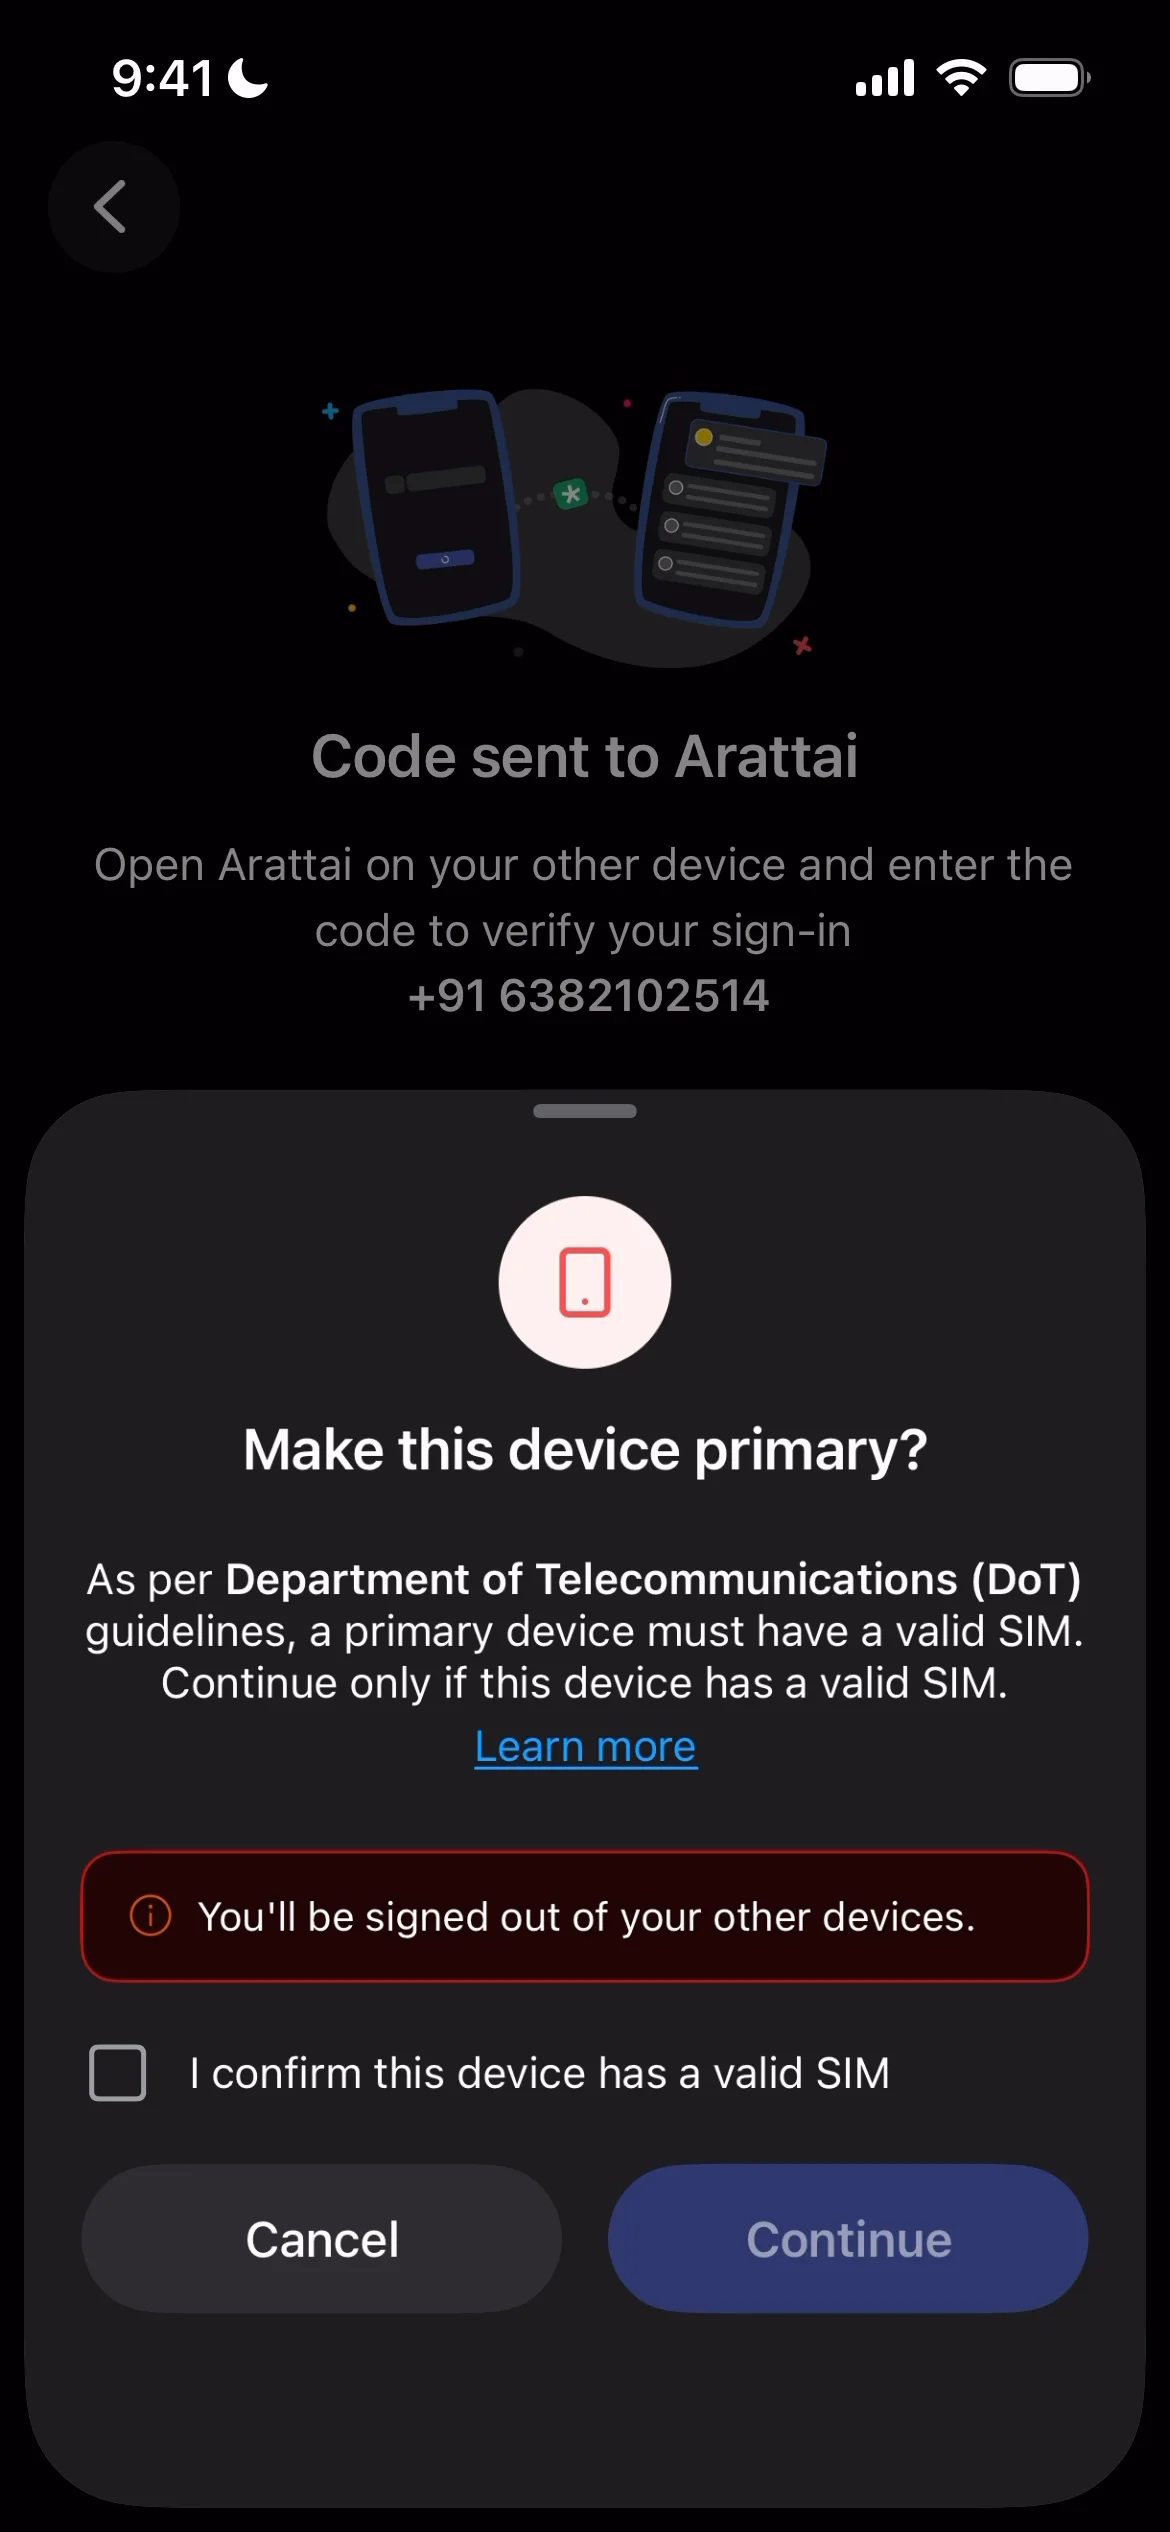 9:41
Code sent to Arattai
Open Arattai on your other device and enter the
code to verify your sign-in
+91 6382102514
Make this device primary?
As per Department of Telecommunications (DoT)
guidelines, a primary device must have a valid SIM.
Continue only if this device has a valid SIM.
Learn more
You'll be signed out of your other devices.
I confirm this device has a valid SIM
Cancel
Continue